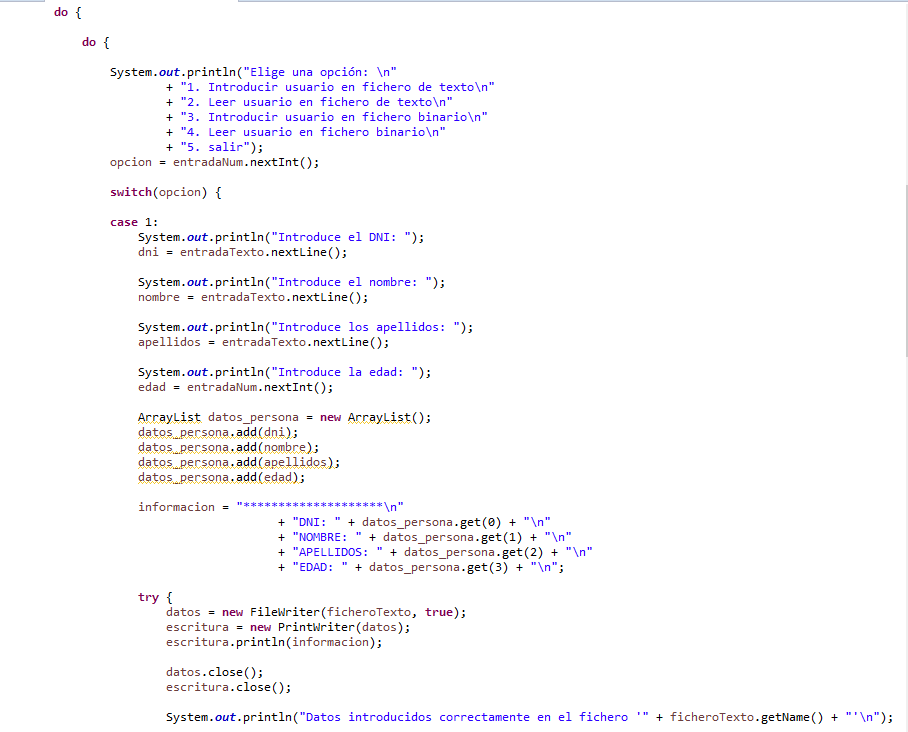 do {
do {
System.out.println("Elige una opción: \n"
+ "1. Introducir usuario en fichero de texto\n"
+ "2. Leer usuario en fichero de texto\n"
+ "3. Introducir usuario en fichero binario\n"
+ "4. Leer usuario en fichero binario\n"
+ "5. salir");
opcion = entradaNum.nextInt();
switch(opcion) {
case 1:
System.out.println("Introduce el DNI: ");
dni = entradaTexto.nextLine();
System.out.println("Introduce el nombre: ");
nombre = entradaTexto.nextLine();
System.out.println("Introduce los apellidos: ");
apellidos = entradaTexto.nextLine();
System.out.println("Introduce la edad: ");
edad = entradaNum.nextInt();
ArrayList datos_persona = new ArrayList();
datos_persona.add(dni);
datos_persona.add(nombre);
datos_persona.add(apellidos);
datos_persona.add(edad);
informacion = "********************\n"
+ "DNI: " + datos_persona.get(0) + "\n"
+ "NOMBRE: " + datos_persona.get(1) + "\n"
+ "APELLIDOS: " + datos_persona.get(2) + "\n"
+ "EDAD: " + datos_persona.get(3) + "\n";
try {
datos = new FileWriter(ficheroTexto, true);
escritura = new PrintWriter(datos);
escritura.println(informacion);
datos.close();
escritura.close();
System.out.println("Datos introducidos correctamente en el fichero '" + ficheroTexto.getName() + "'\n");